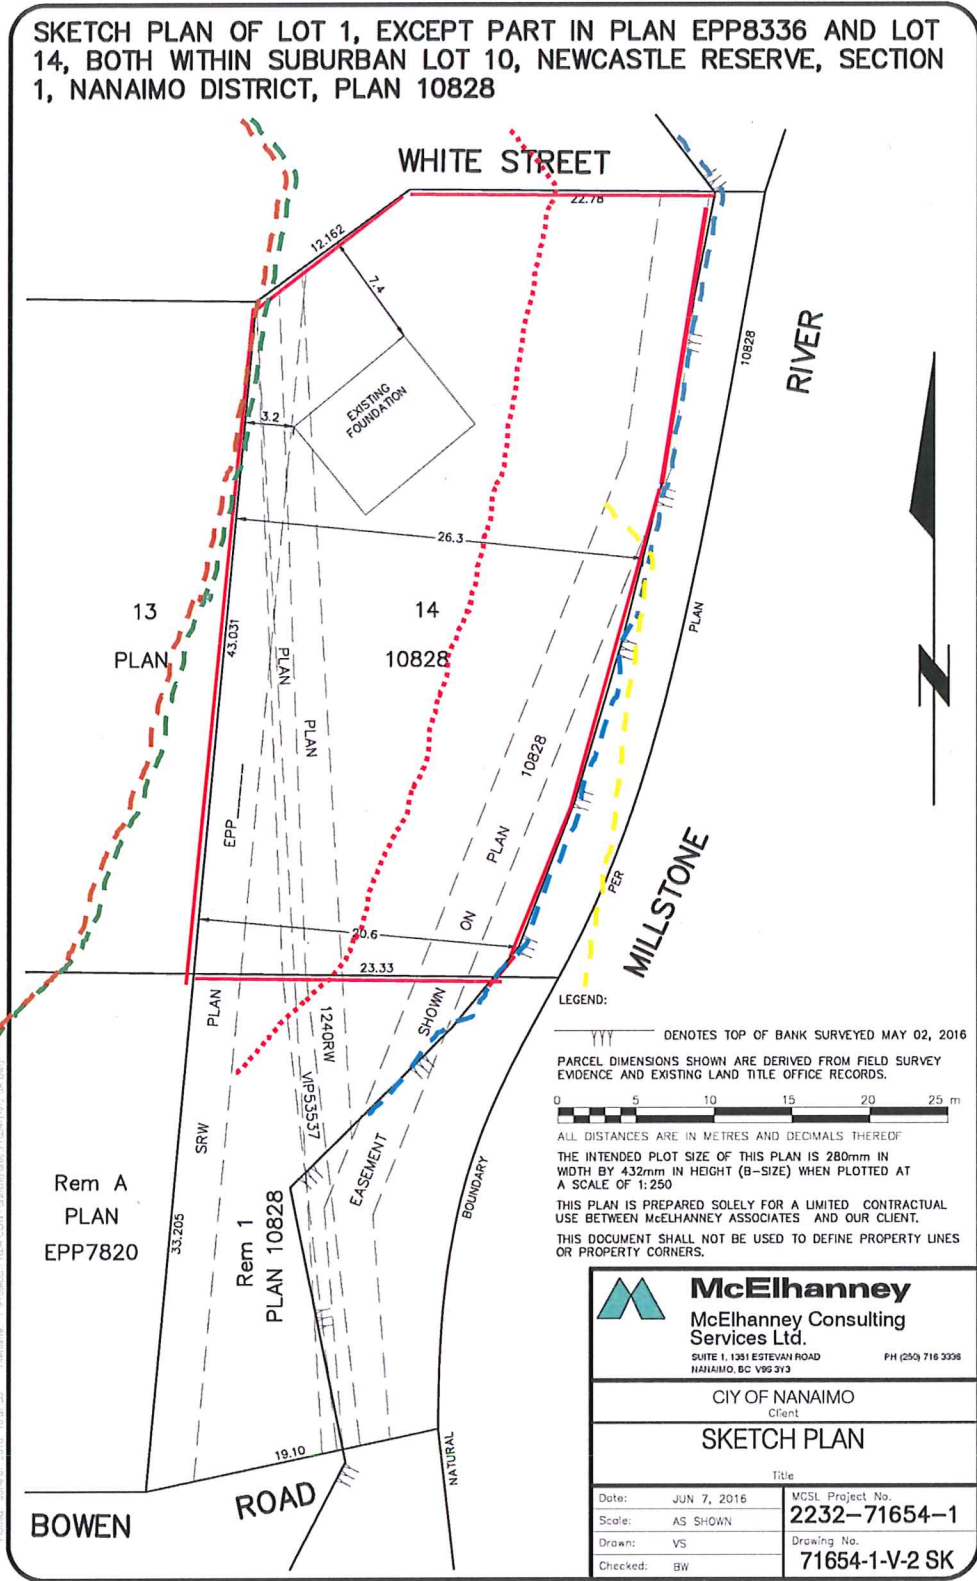 SKETCH PLAN OF LOT 1, EXCEPT PART IN PLAN EPP8336 AND LOT
14, BOTH WITHIN SUBURBAN LOT 10, NEWCASTLE RESERVE, SECTION
1, NANAIMO DISTRICT, PLAN 10828
WHITE STREET
22.78
12.162
7.4
10828
RIVER
EXISTING
FOUNDATION
3.2
26.3
13
PLAN
14
10828
43.031
PLAN
PLAN
PLAN
10828
EPP
PLAN
ON
PER
MILLSTONE
20.6
23.33
PLAN
1240RW
SHOWN
VIP53537
SRW
EASEMENT
BOUNDARY
Rem A
PLAN
EPP7820
33.205
Rem 1
PLAN 10828
19.10
NATURAL
BOWEN
ROAD
LEGEND:
DENOTES TOP OF BANK SURVEYED MAY 02, 2016
PARCEL DIMENSIONS SHOWN ARE DERIVED FROM FIELD SURVEY
EVIDENCE AND EXISTING LAND TITLE OFFICE RECORDS.
0 5 10 15 20 25 m
ALL DISTANCES ARE IN METRES AND DECIMALS THEREOF
THE INTENDED PLOT SIZE OF THIS PLAN IS 280mm IN
WIDTH BY 432mm IN HEIGHT (B-SIZE) WHEN PLOTTED AT
A SCALE OF 1:250
THIS PLAN IS PREPARED SOLELY FOR A LIMITED CONTRACTUAL
USE BETWEEN McELHANNEY ASSOCIATES AND OUR CLIENT.
THIS DOCUMENT SHALL NOT BE USED TO DEFINE PROPERTY LINES
OR PROPERTY CORNERS.
McElhanney
McElhanney Consulting
Services Ltd.
SUITE 1, 1351 ESTEVAN ROAD PH (250) 716 3336
NANAIMO, BC V9S 3Y3
CIY OF NANAIMO
Client
SKETCH PLAN
Title
Date: JUN 7, 2016
MCSL Project No.
2232-71654-1
Scale: AS SHOWN
Drawn: VS
Drawing No.
71654-1-V-2 SK
Checked: BW